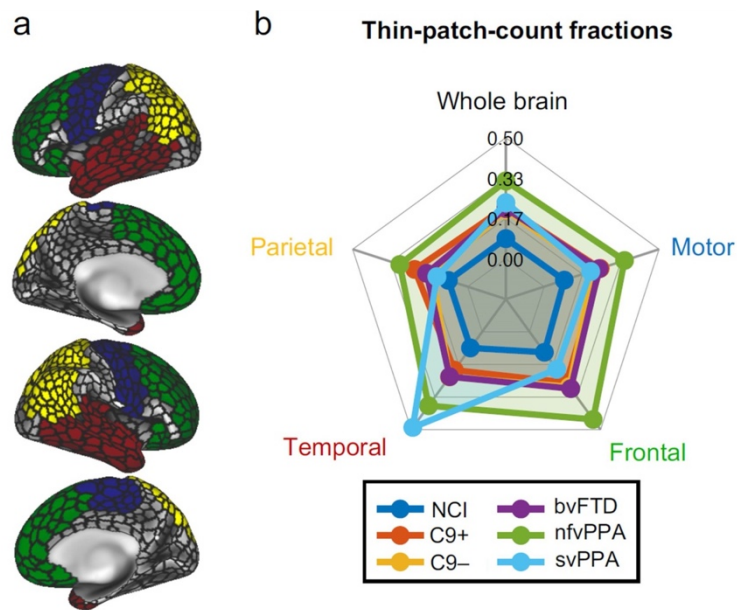 a
b
Thin-patch-count fractions
Whole brain
0.50
0.33
0.17
0.00
Parietal
Motor
Temporal
Frontal
NCI
bvFTD
C9+
nfvPPA
C9–
svPPA